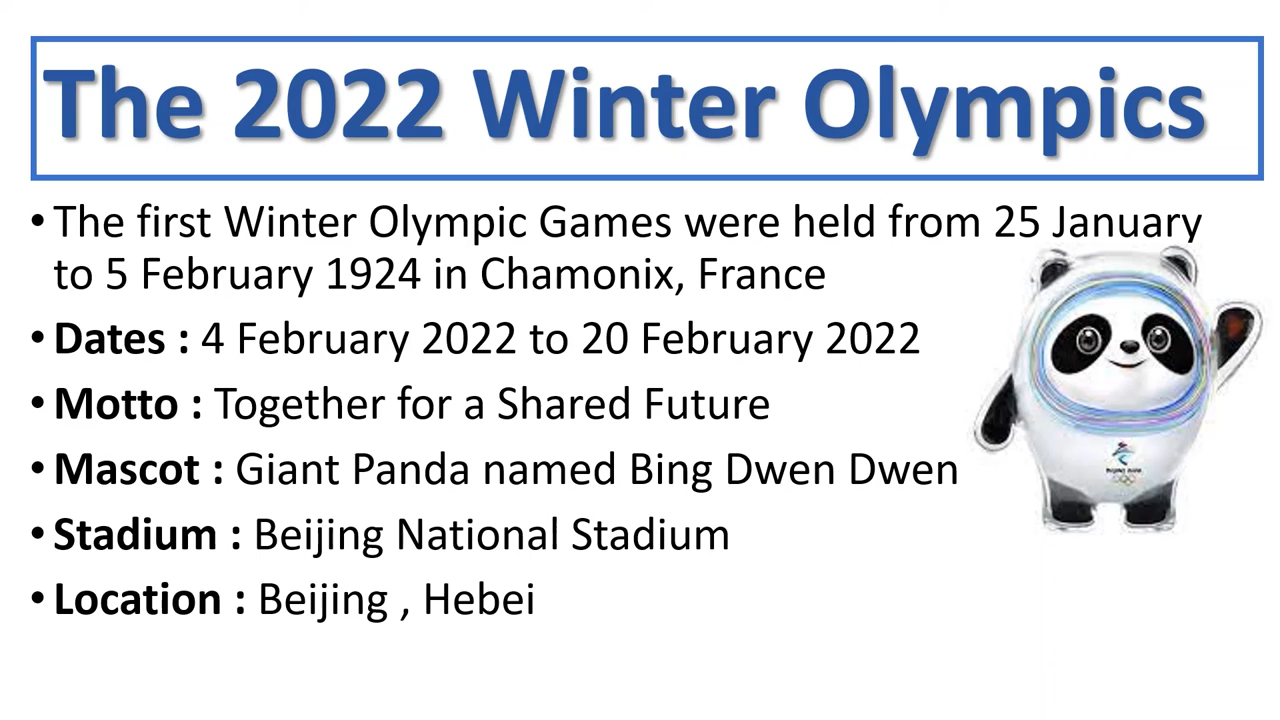 The 2022 Winter Olympics
• The first Winter Olympic Games were held from 25 January
to 5 February 1924 in Chamonix, France
• Dates : 4 February 2022 to 20 February 2022
• Motto : Together for a Shared Future
• Mascot : Giant Panda named Bing Dwen Dwen
• Stadium : Beijing National Stadium
• Location : Beijing , Hebei